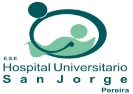 E.S.E
Hospital Universitario
San Jorge
Pereira